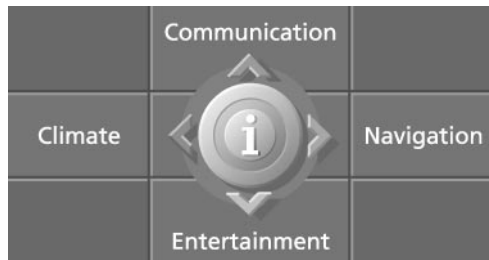 Communication
Climate
i
Navigation
Entertainment